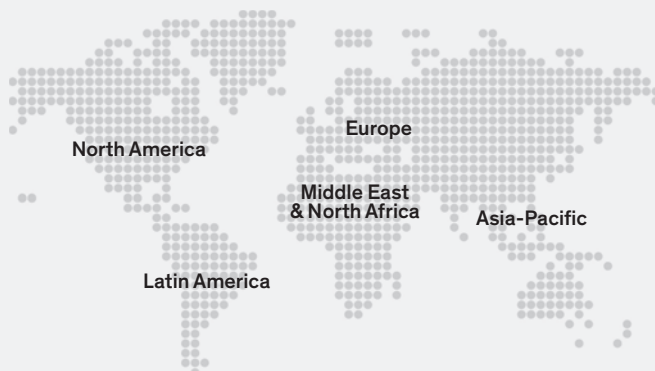 Europe
North America
Middle East
& North Africa
Asia-Pacific
Latin America